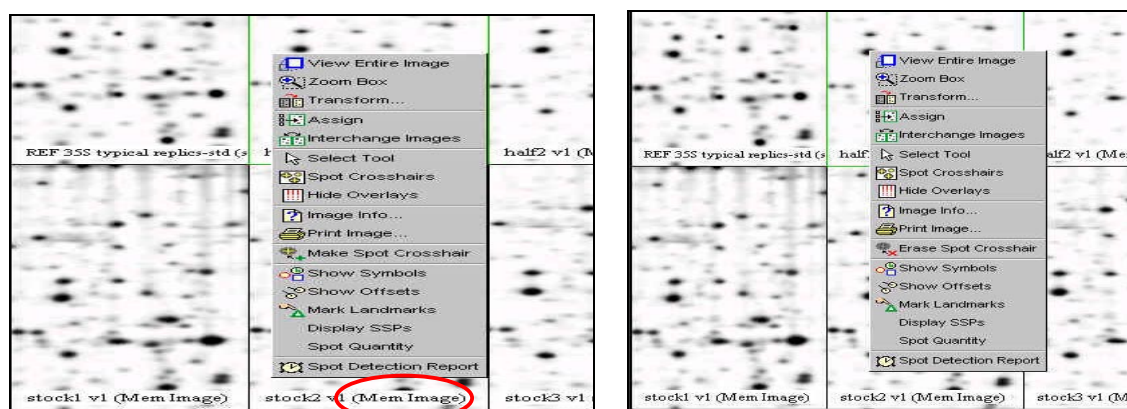 View Entire Image
Zoom Box
Transform...
Assign
Interchange Images
REF 35S typical replics-std (s
half2 v1 (M
Select Tool
Spot Crosshairs
Hide Overlays
Image Info...
Print Image...
Make Spot Crosshair
Show Symbols
Show Offsets
Mark Landmarks
Display SSPs
Spot Quantity
Spot Detection Report
stock1 v1 (Mem Image)
stock2 v1 (Mem Image)
stock3 v1
View Entire Image
Zoom Box
Transform...
Assign
Interchange Images
REF 35S typical replics-std (s
half
alf2 v1 (Me
Select Tool
Spot Crosshairs
Hide Overlays
Image Info...
Print Image...
Erase Spot Crosshair
Show Symbols
Show Offsets
Mark Landmarks
Display SSPs
Spot Quantity
Spot Detection Report
stock1 v1 (Mem Image)
stock2 v1 (Mem Image)
stock3 v1 (M